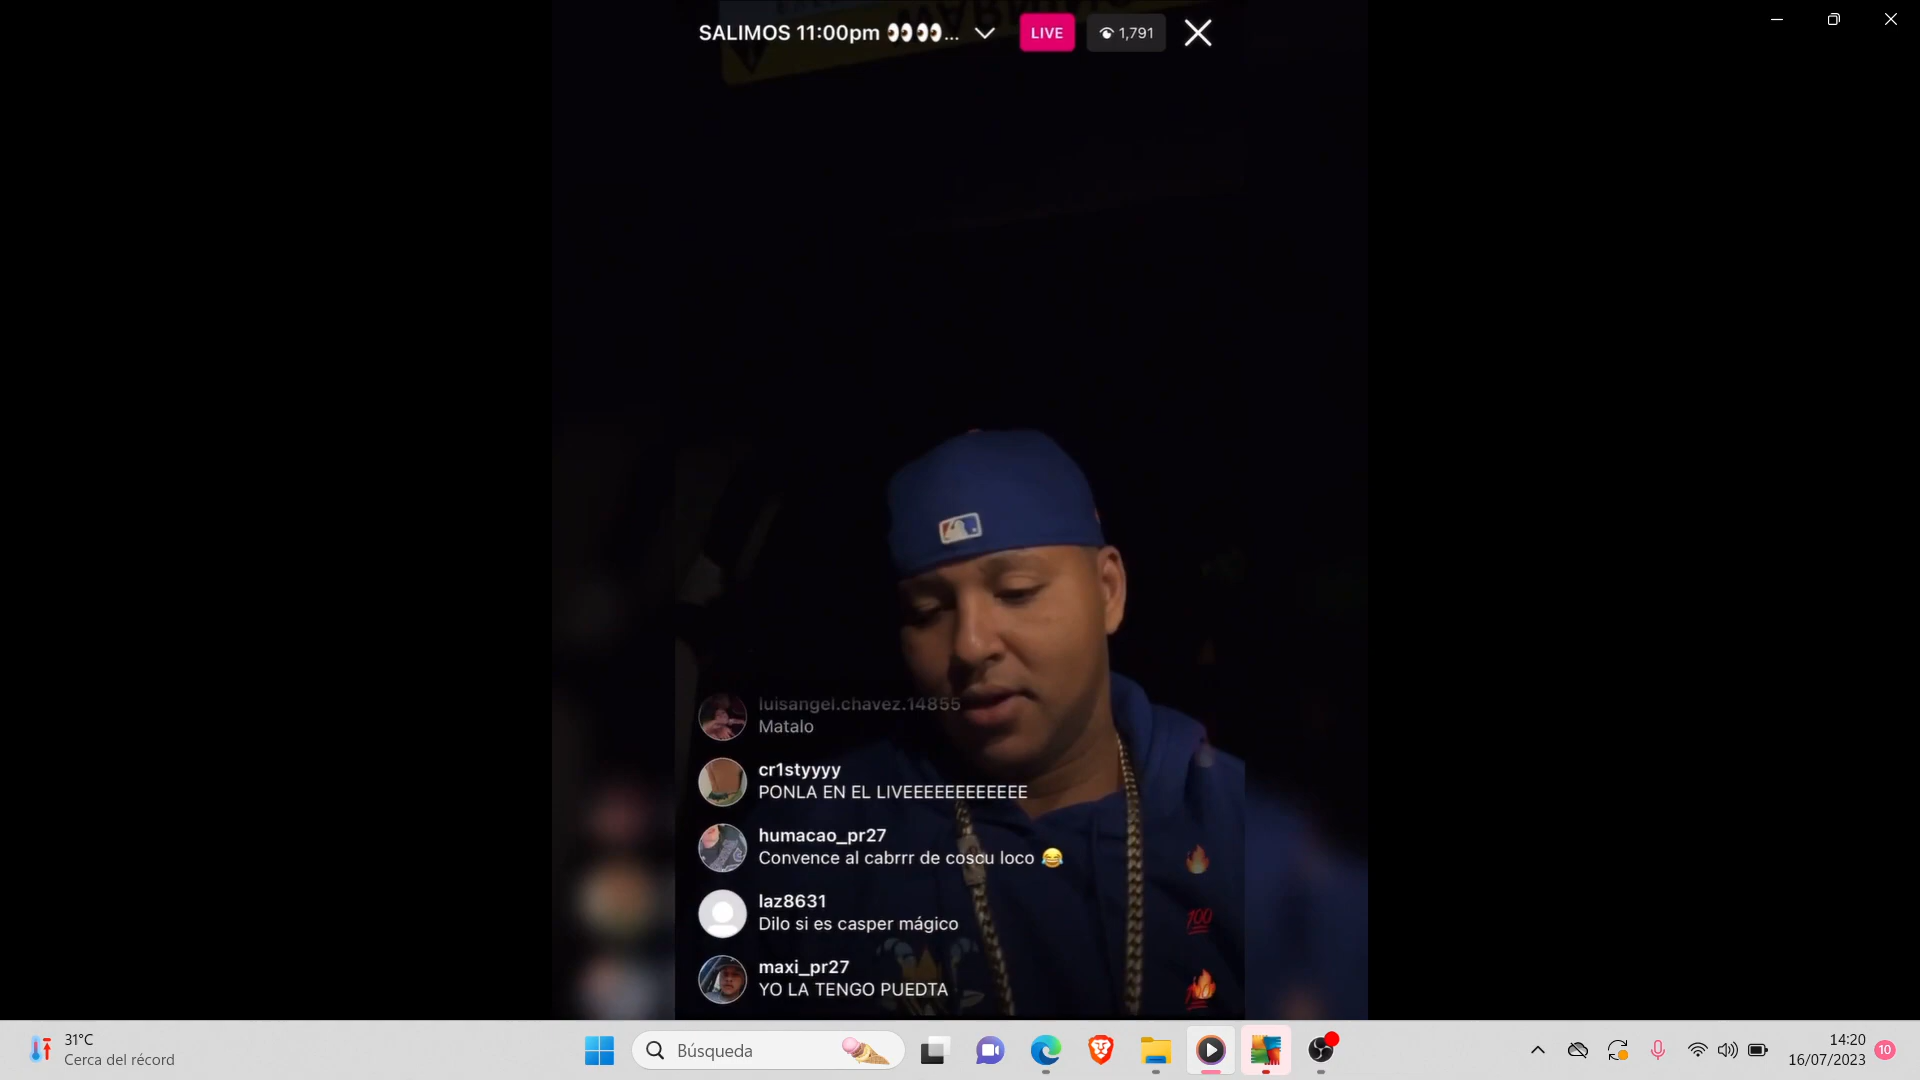 SALIMOS 11:00pm 👀👀...
LIVE
1,791
luisangel.chavez.14855
Matalo
cr1styyyy
PONLA EN EL LIVEEEEEEEEEEEE
humacao_pr27
Convence al cabrrr de coscu loco 😂
laz8631
Dilo si es casper mágico
maxi_pr27
YO LA TENGO PUEDTA
100
31°C
Cerca del récord
Búsqueda
14:20
16/07/2023
10